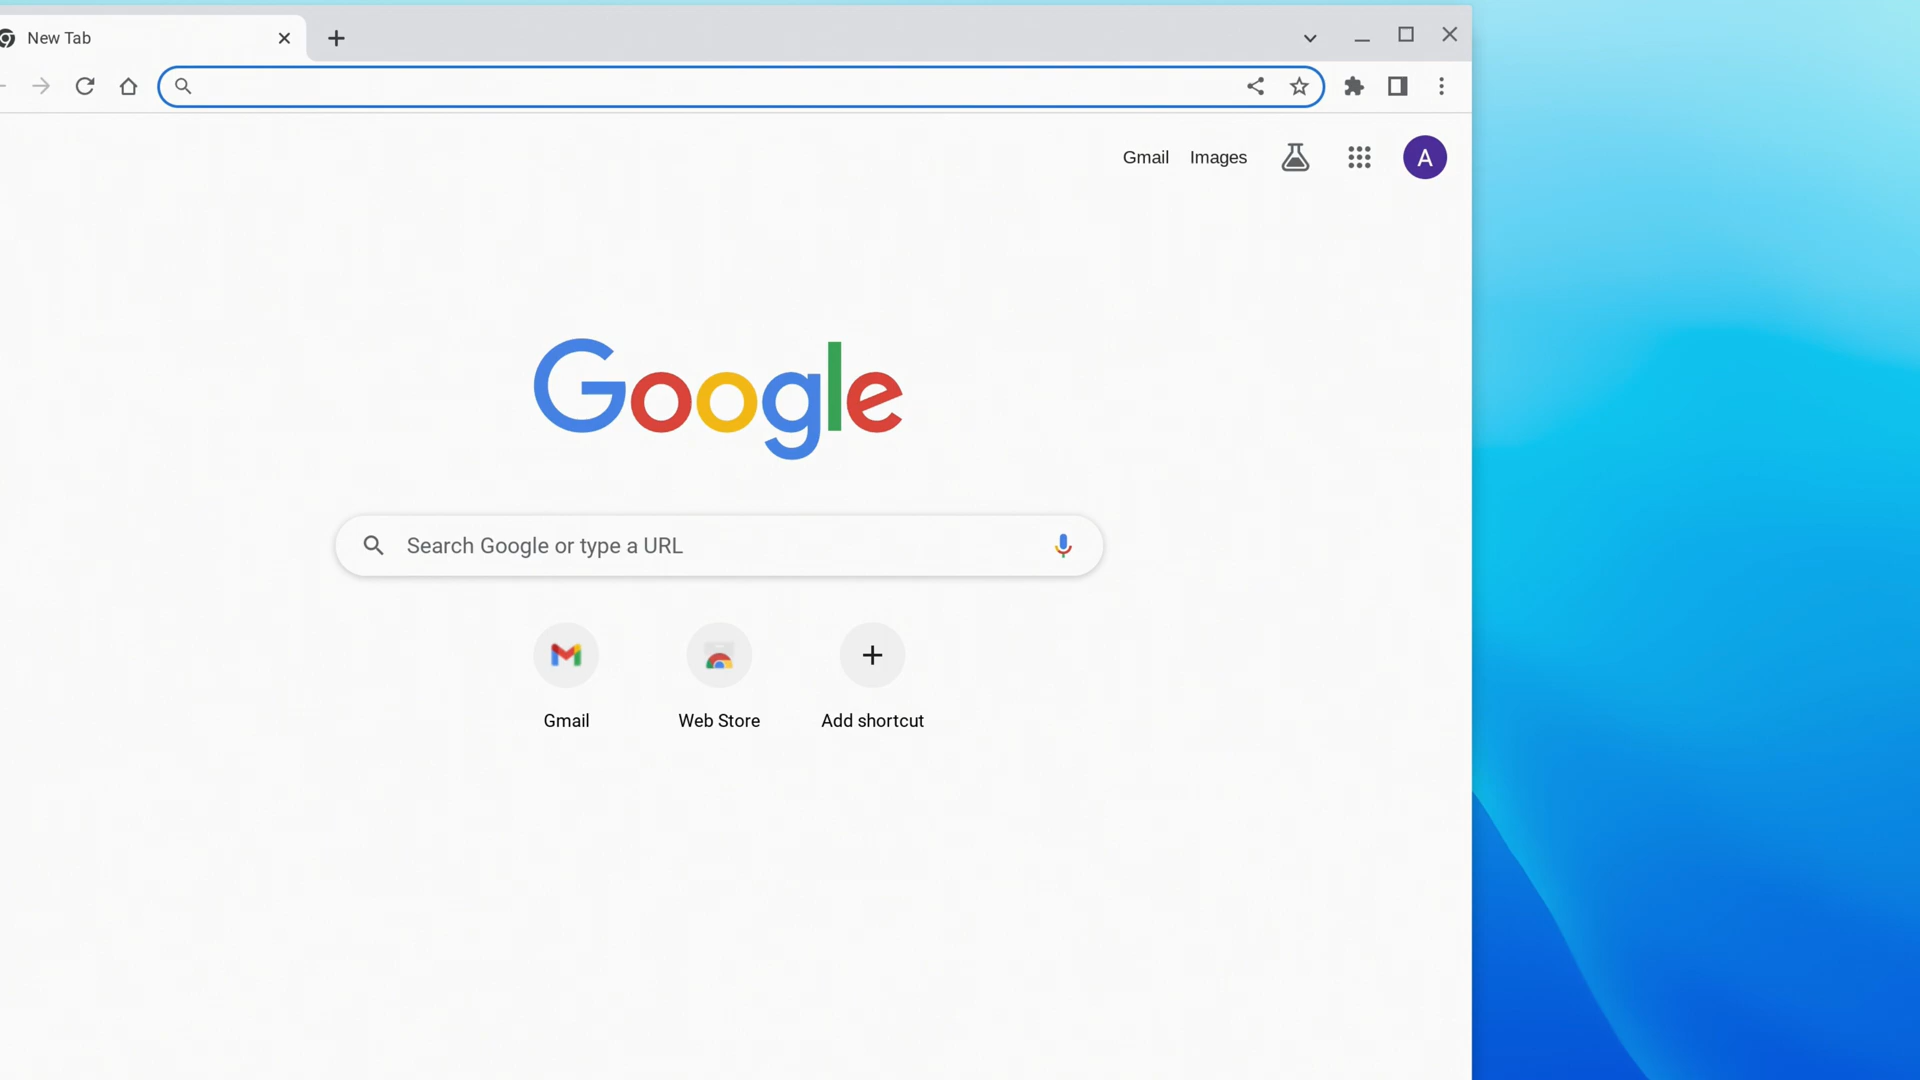 New Tab
Gmail Images A
Google
Search Google or type a URL
Gmail Web Store Add shortcut